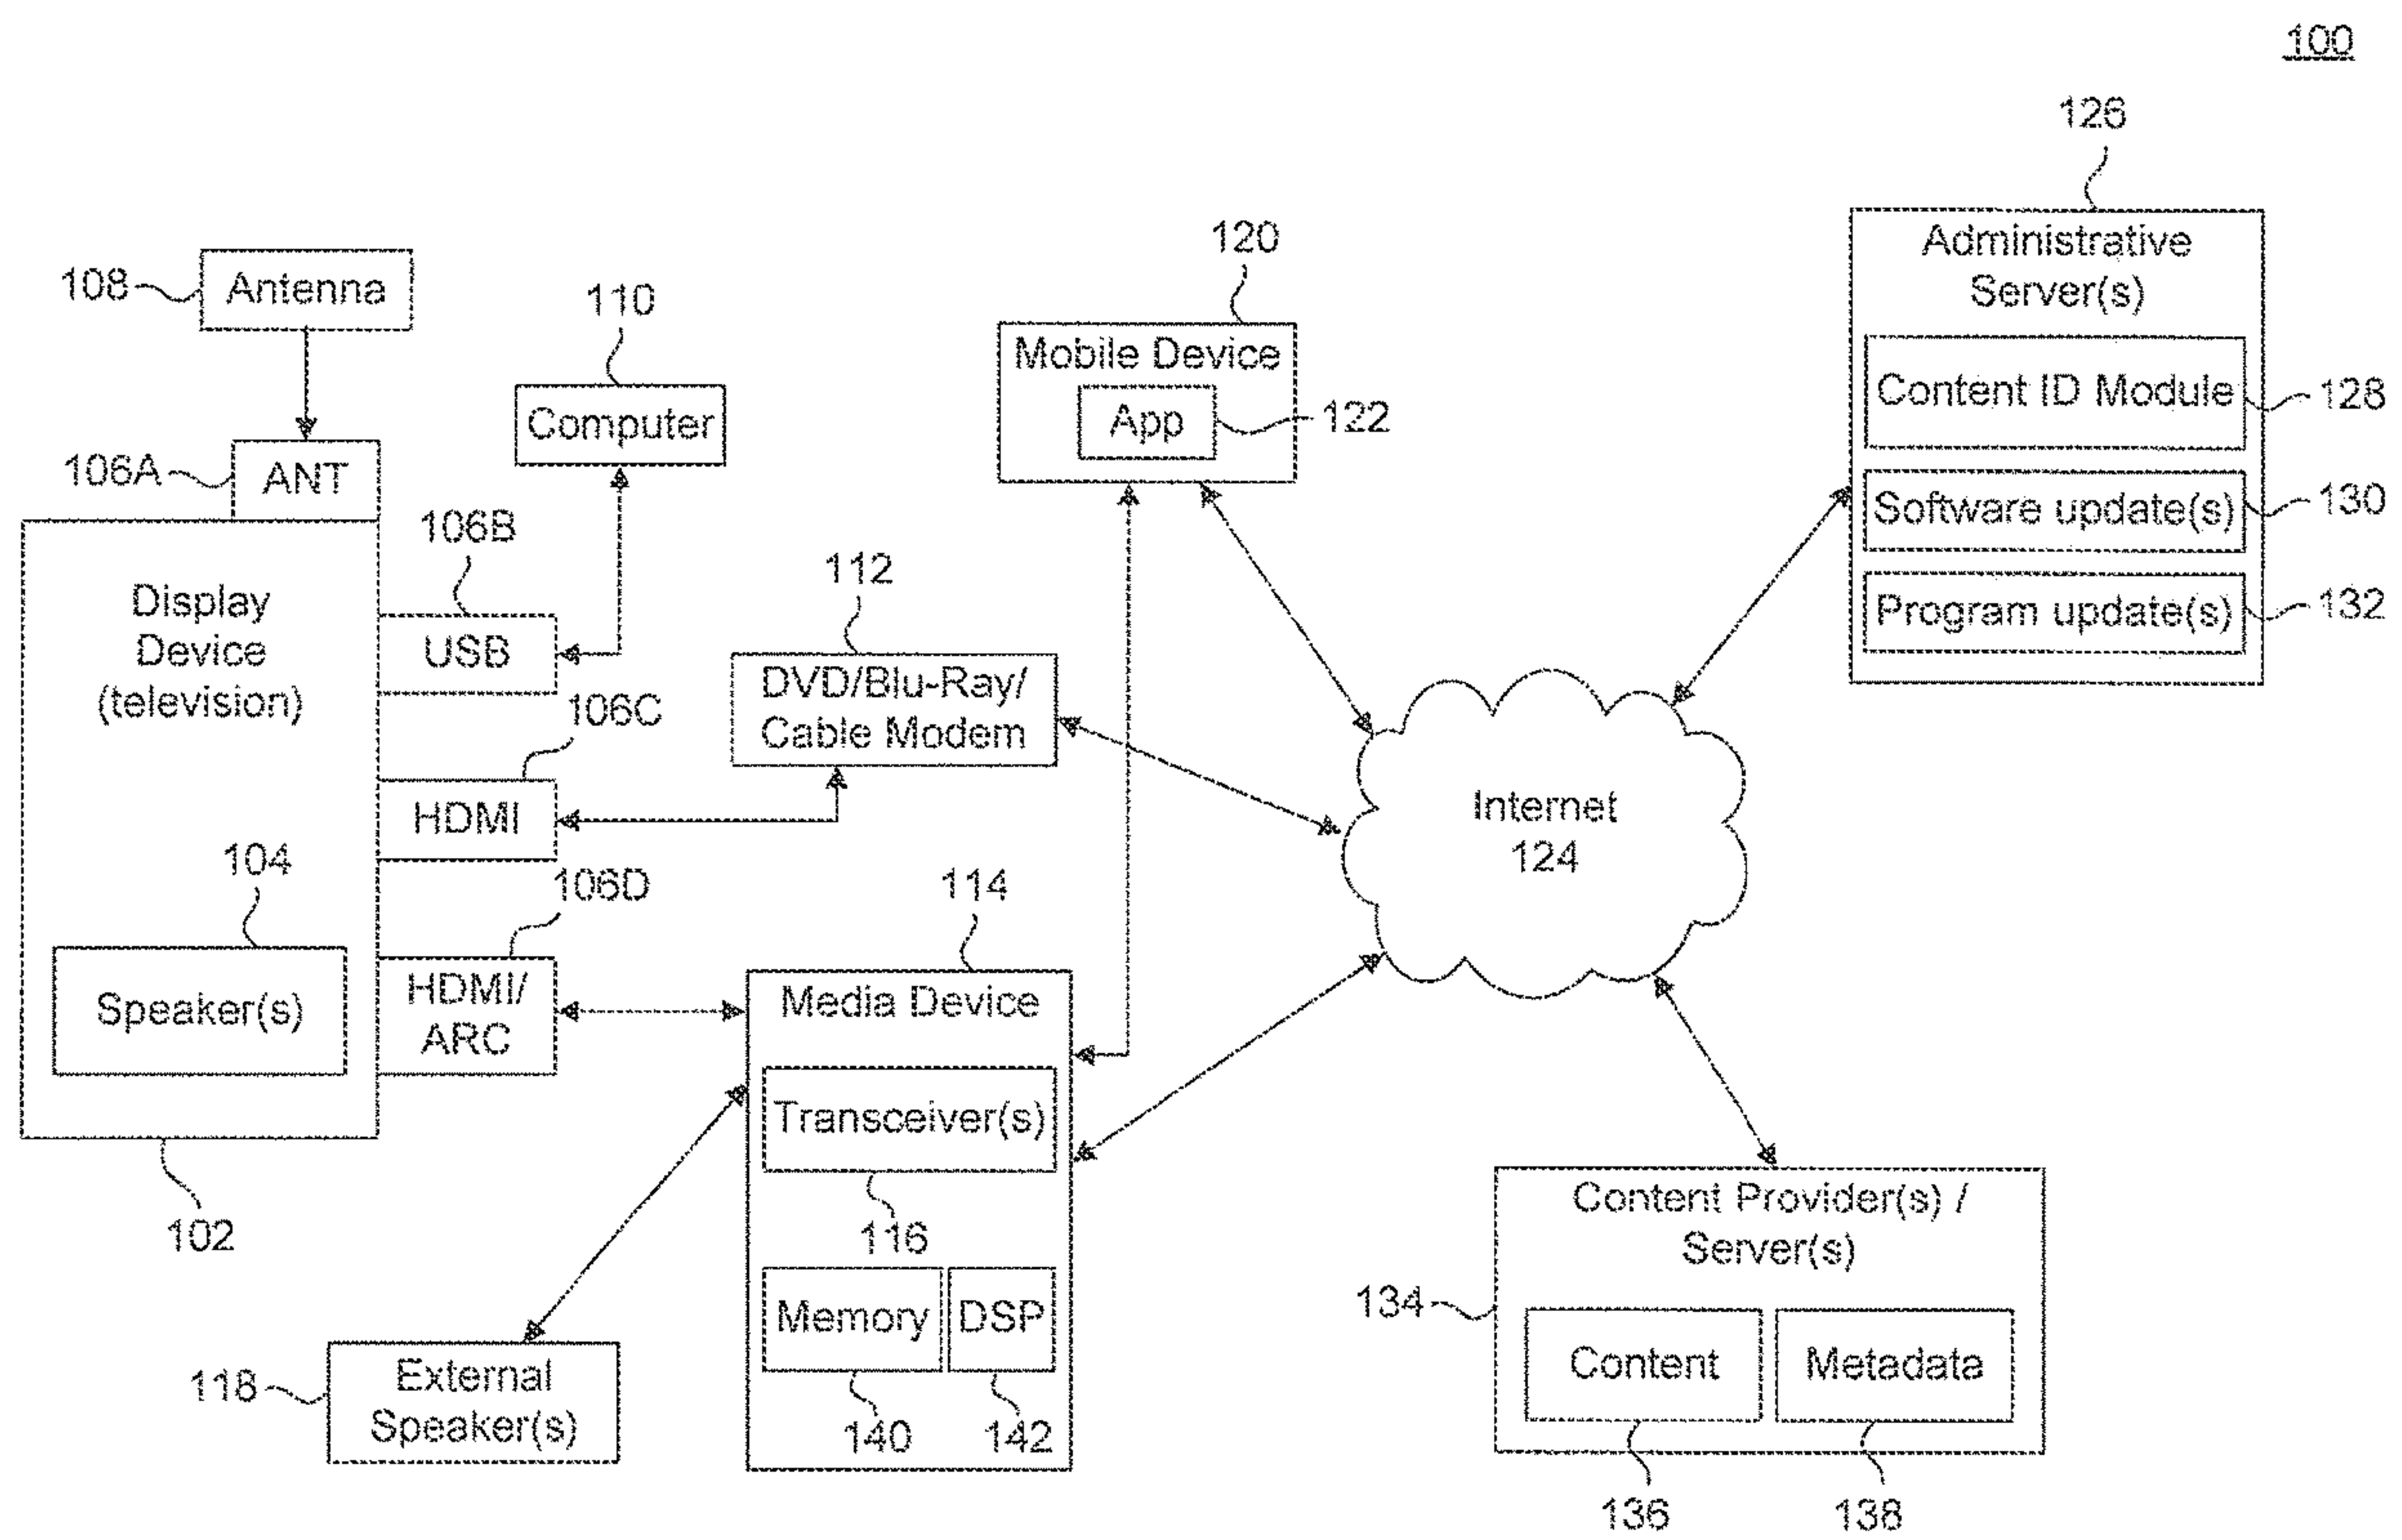 100
126
Administrative
Server(s)
Content ID Module
128
Software update(s)
130
Program update(s)
132
120
Mobile Device
App
122
108
Antenna
110
Computer
106A
ANT
106B
USB
Display
Device
(television)
112
DVD/Blu-Ray/
Cable Modem
106C
HDMI
Internet
124
104
Speaker(s)
106D
HDMI/
ARC
114
Media Device
Transceiver(s)
116
Memory
DSP
140
142
102
118
External
Speaker(s)
Content Provider(s) /
Server(s)
134
Content
Metadata
136
138